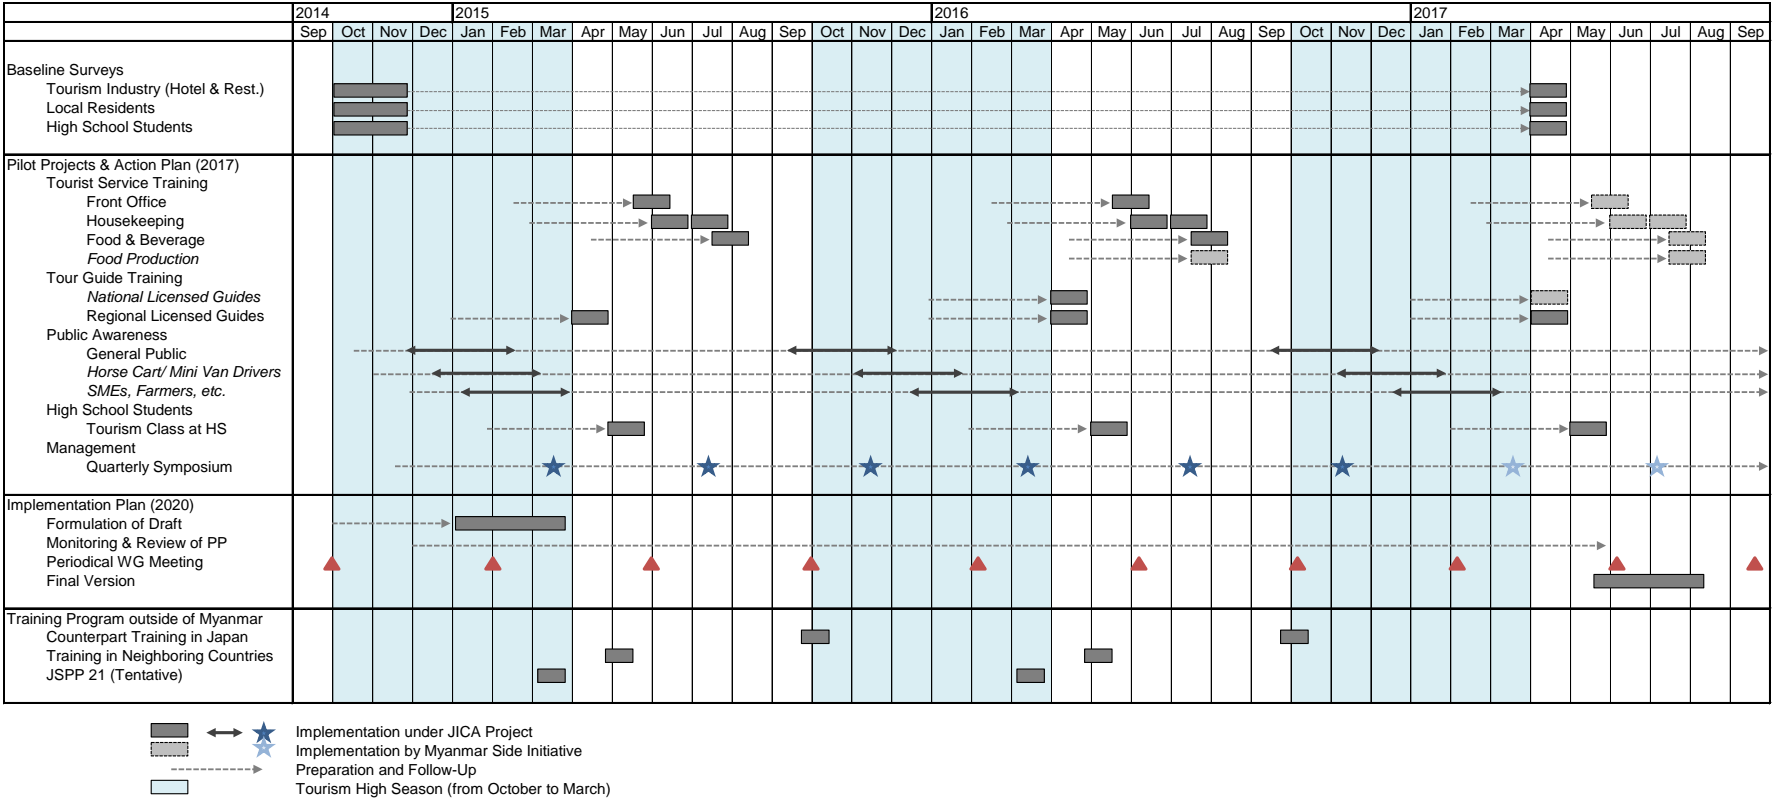 2014 2015 2016 2017
Sep Oct Nov Dec Jan Feb Mar Apr May Jun Jul Aug Sep Oct Nov Dec Jan Feb Mar Apr May Jun Jul Aug Sep Oct Nov Dec Jan Feb Mar Apr May Jun Jul Aug Sep
Baseline Surveys
Tourism Industry (Hotel & Rest.)
Local Residents
High School Students
Pilot Projects & Action Plan (2017)
Tourist Service Training
Front Office
Housekeeping
Food & Beverage
Food Production
Tour Guide Training
National Licensed Guides
Regional Licensed Guides
Public Awareness
General Public
Horse Cart/ Mini Van Drivers
SMEs, Farmers, etc.
High School Students
Tourism Class at HS
Management
Quarterly Symposium
Implementation Plan (2020)
Formulation of Draft
Monitoring & Review of PP
Periodical WG Meeting
Final Version
Training Program outside of Myanmar
Counterpart Training in Japan
Training in Neighboring Countries
JSPP 21 (Tentative)
Implementation under JICA Project
Implementation by Myanmar Side Initiative
Preparation and Follow-Up
Tourism High Season (from October to March)